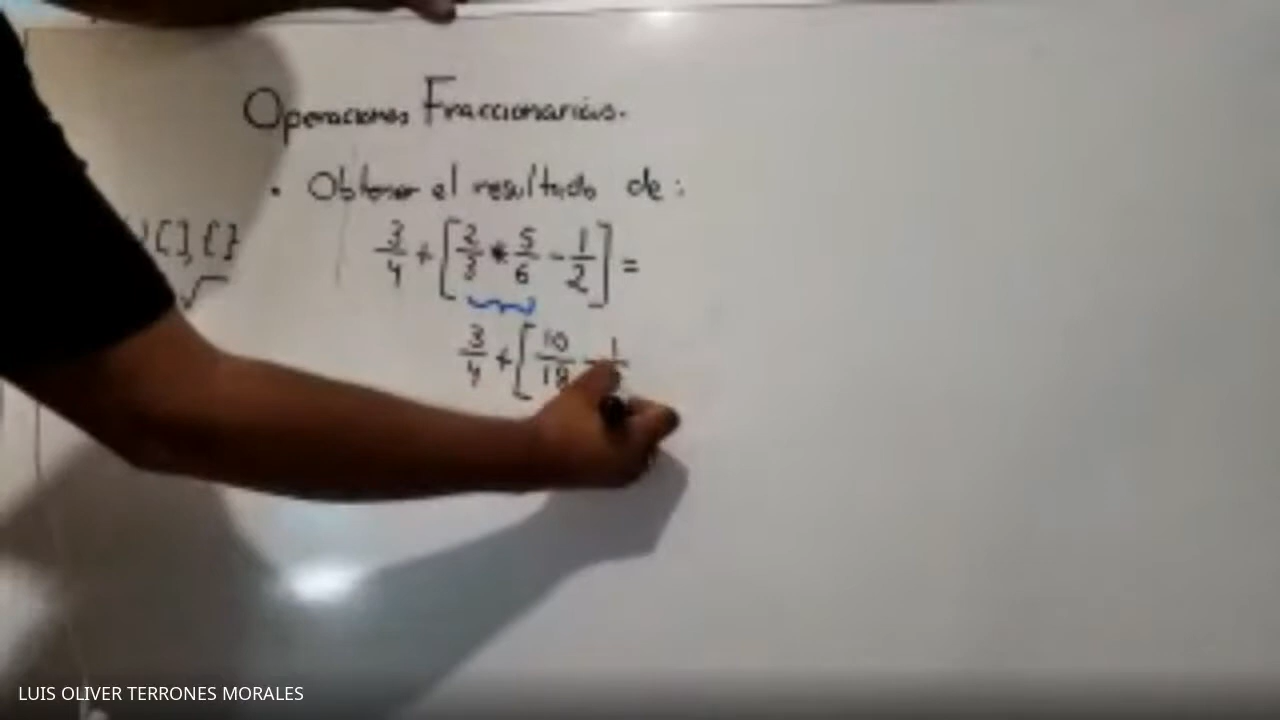 Operaciones Fraccionarias.
• Obtener el resultado de:
) [ ], { }
3/4 + [2/3 * 5/6 - 1/2] =
√
3/4 + [10/18 - 1/
LUIS OLIVER TERRONES MORALES